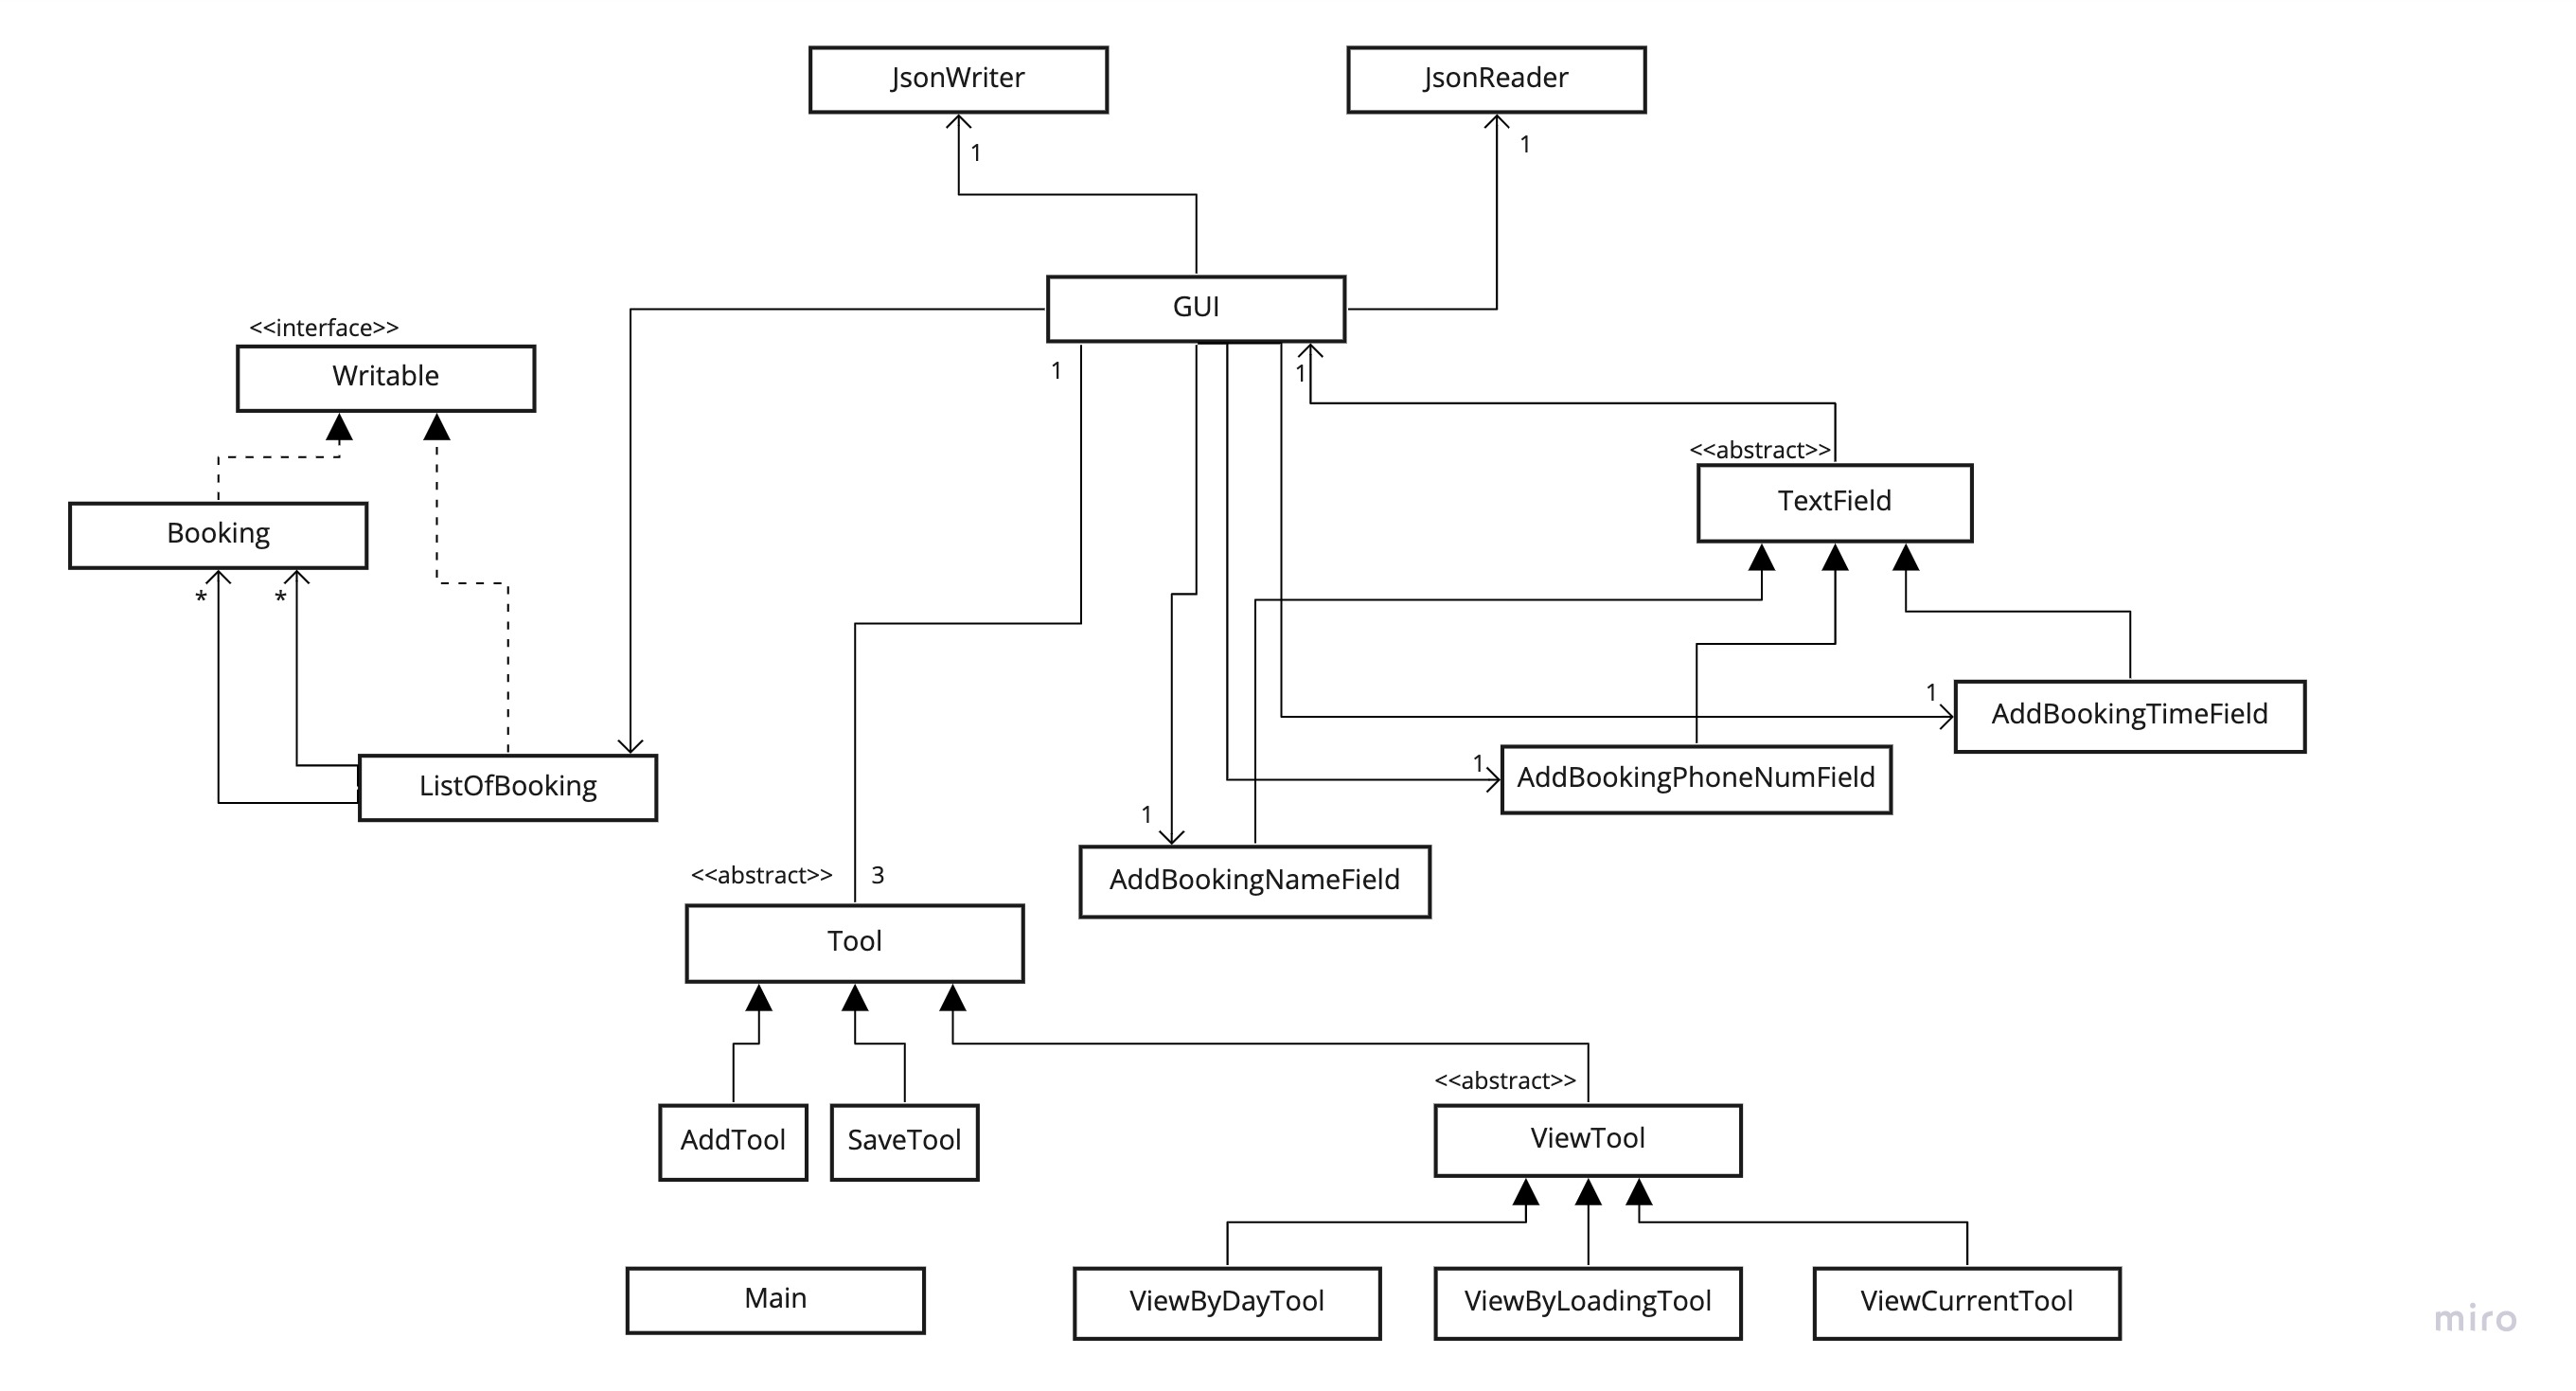 JsonWriter
JsonReader
1
1
GUI
<<interface>>
Writable
1
1
<<abstract>>
TextField
Booking
*
*
1
AddBookingTimeField
1
AddBookingPhoneNumField
ListOfBooking
1
AddBookingNameField
<<abstract>>
3
Tool
<<abstract>>
AddTool
SaveTool
ViewTool
Main
ViewByDayTool
ViewByLoadingTool
ViewCurrentTool
miro